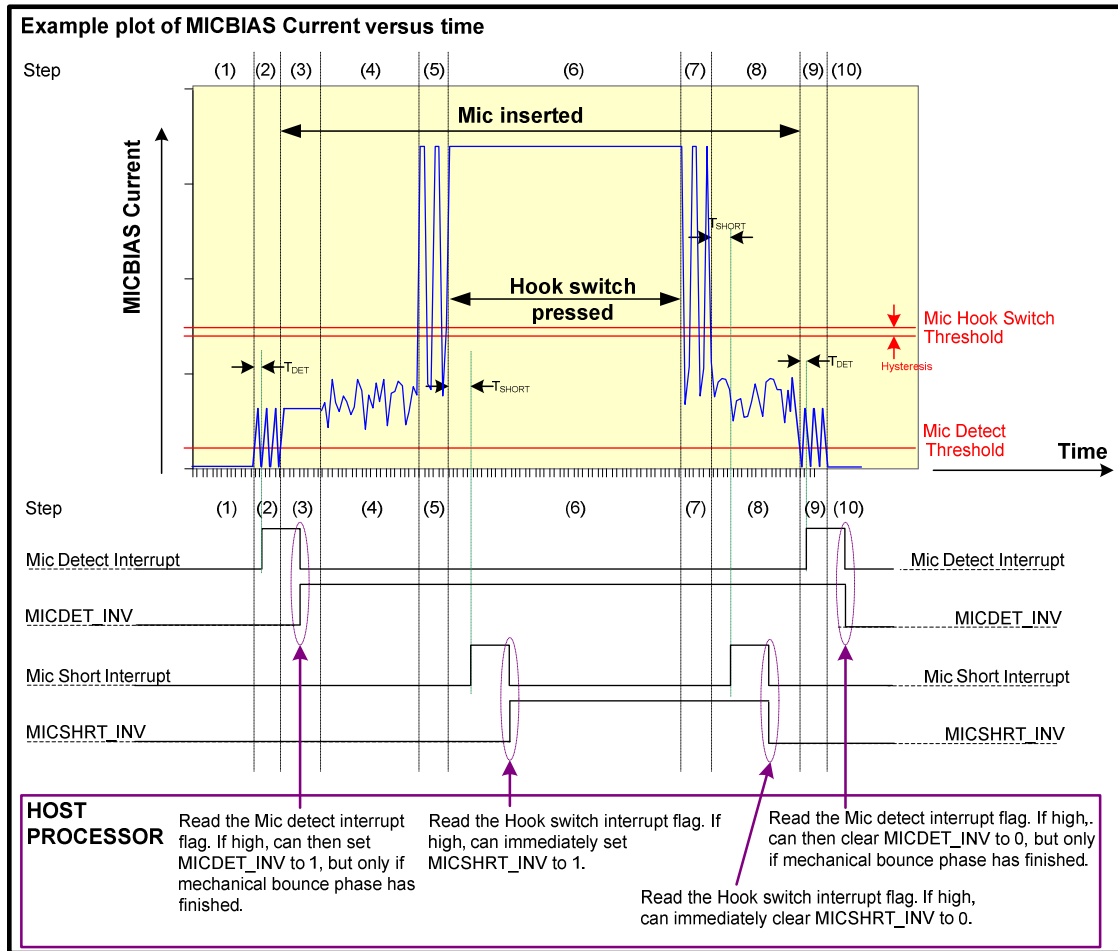 Example plot of MICBIAS Current versus time
Step
(1) (2) (3) (4) (5) (6) (7) (8) (9) (10)
Mic inserted
MICBIAS Current
TSHORT
Hook switch
pressed
Mic Hook Switch
Threshold
Hysteresis
TDET
TSHORT
TDET
Mic Detect
Threshold
Time
Step
(1) (2) (3) (4) (5) (6) (7) (8) (9) (10)
Mic Detect Interrupt
Mic Detect Interrupt
MICDET_INV
MICDET_INV
Mic Short Interrupt
Mic Short Interrupt
MICSHRT_INV
MICSHRT_INV
HOST
PROCESSOR
Read the Mic detect interrupt
flag. If high, can then set
MICDET_INV to 1, but only if
mechanical bounce phase has
finished.
Read the Hook switch interrupt flag. If
high, can immediately set
MICSHRT_INV to 1.
Read the Mic detect interrupt flag. If high,.
can then clear MICDET_INV to 0, but only
if mechanical bounce phase has finished.
Read the Hook switch interrupt flag. If high,
can immediately clear MICSHRT_INV to 0.